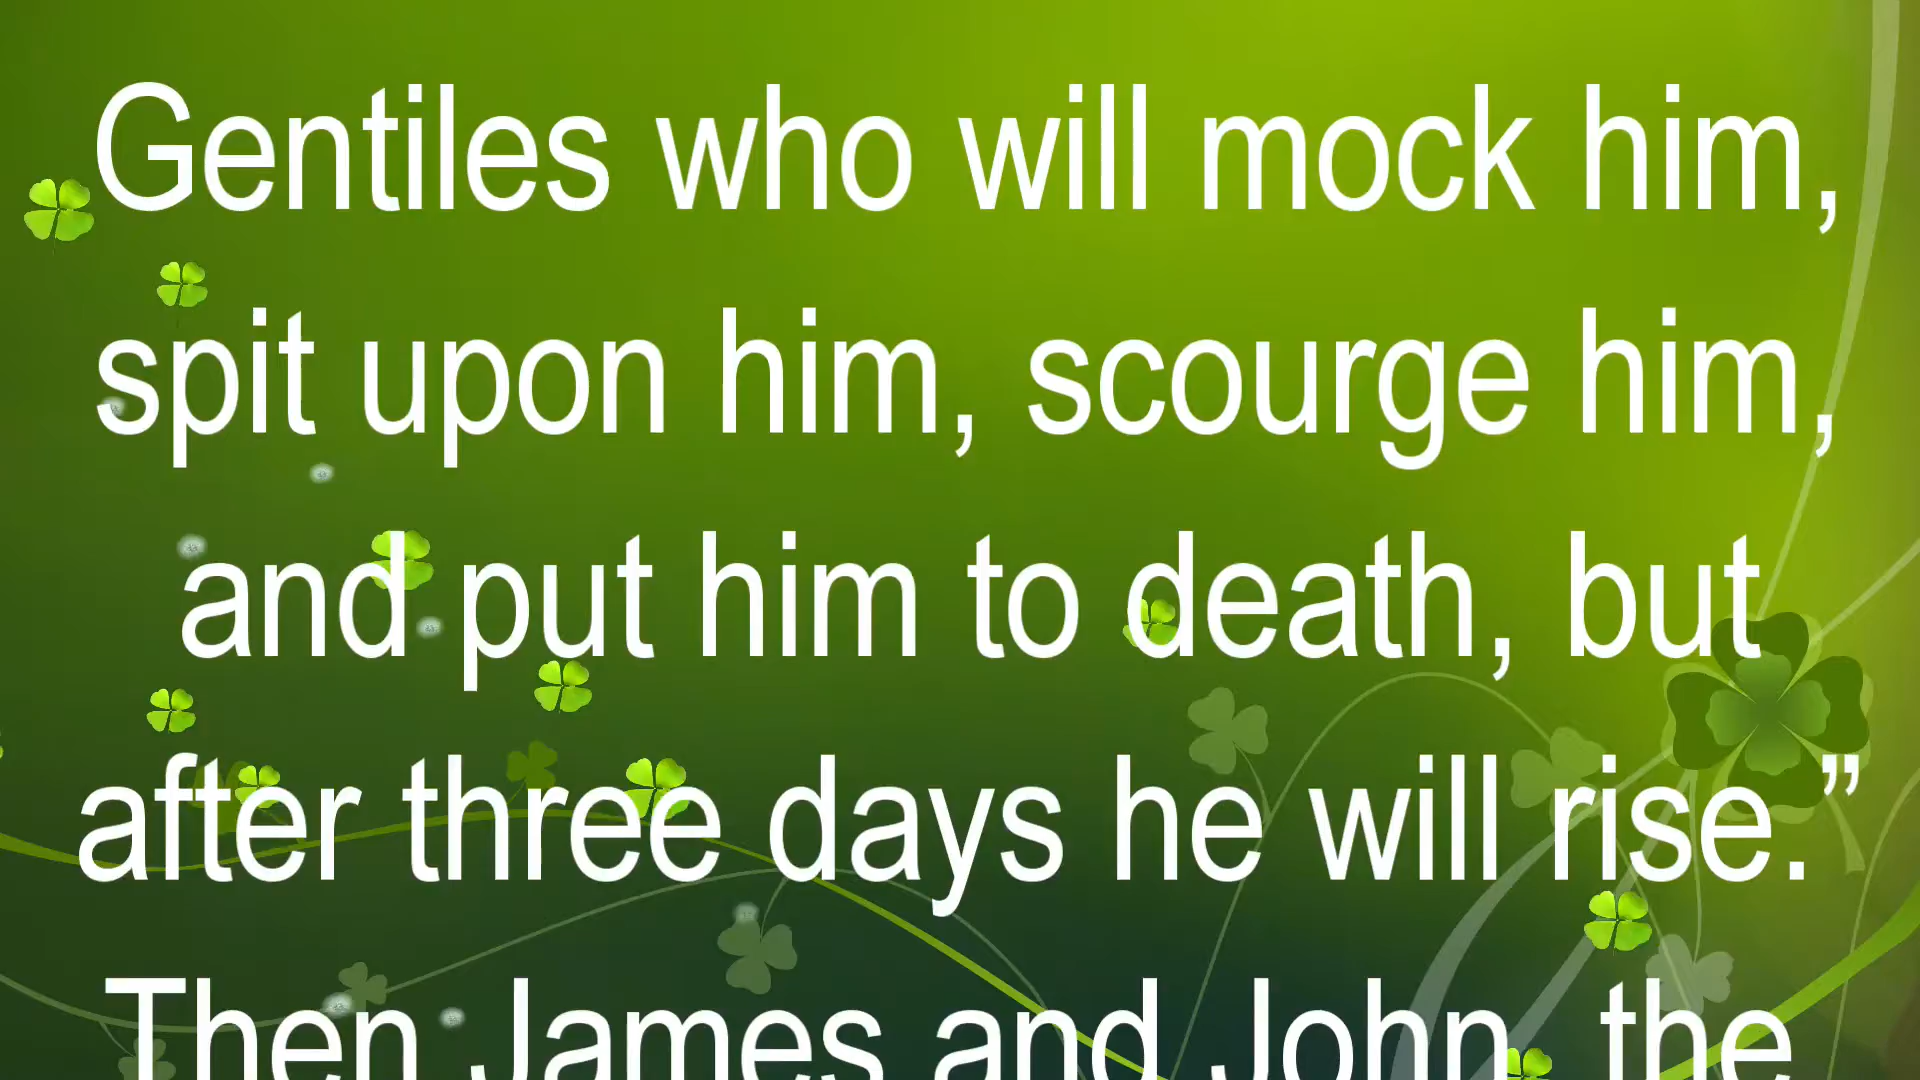 Gentiles who will mock him,
spit upon him, scourge him,
and put him to death, but
after three days he will rise.”
Then James and John, the